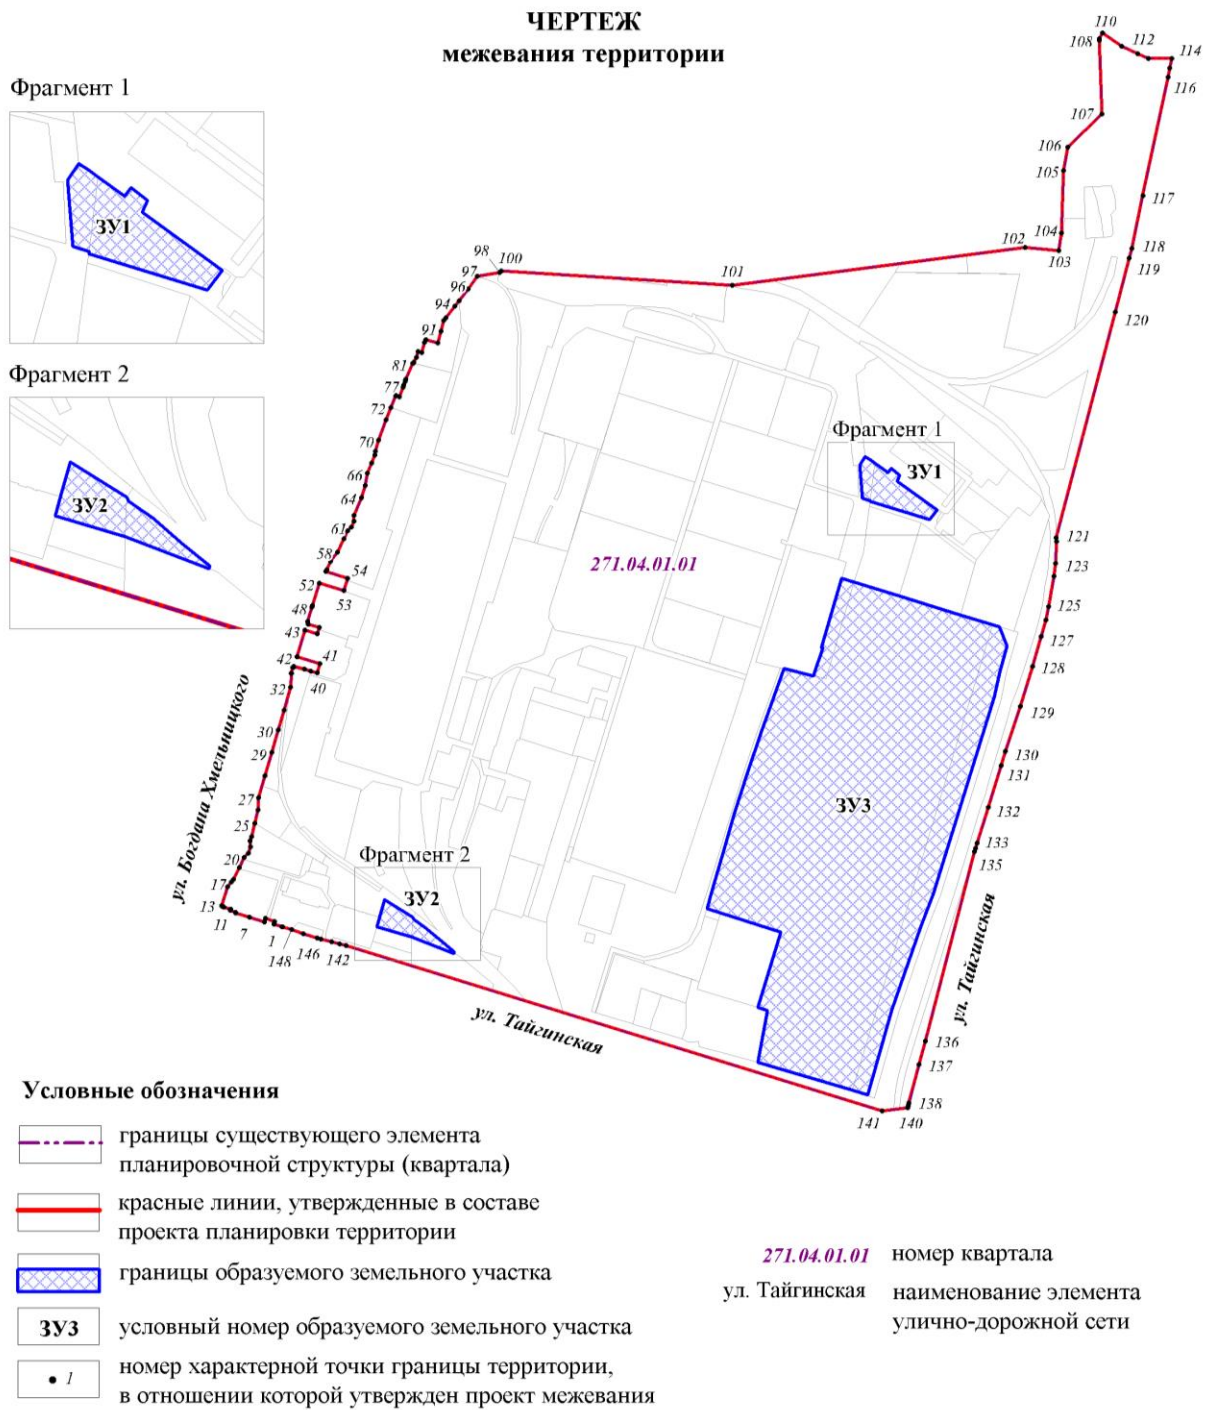 ЧЕРТЕЖ
межевания территории
Фрагмент 1
ЗУ1
Фрагмент 2
ЗУ2
110
108
112
114
116
107
106
105
117
104
102
103
118
119
98
100
101
97
96
120
94
91
81
77
72
70
66
64
61
58
54
52
53
48
43
42
41
40
32
30
29
27
25
20
17
13
11
7
1
148
146
142
Фрагмент 1
ЗУ1
271.04.01.01
121
123
125
127
128
129
130
131
132
133
135
136
137
138
140
141
ЗУ3
Фрагмент 2
ЗУ2
ул. Богдана Хмельницкого
ул. Тайгинская
ул. Тайгинская
Условные обозначения
границы существующего элемента
планировочной структуры (квартала)
красные линии, утвержденные в составе
проекта планировки территории
границы образуемого земельного участка
ЗУ3 условный номер образуемого земельного участка
1 номер характерной точки границы территории,
в отношении которой утвержден проект межевания
271.04.01.01 номер квартала
ул. Тайгинская наименование элемента
улично-дорожной сети